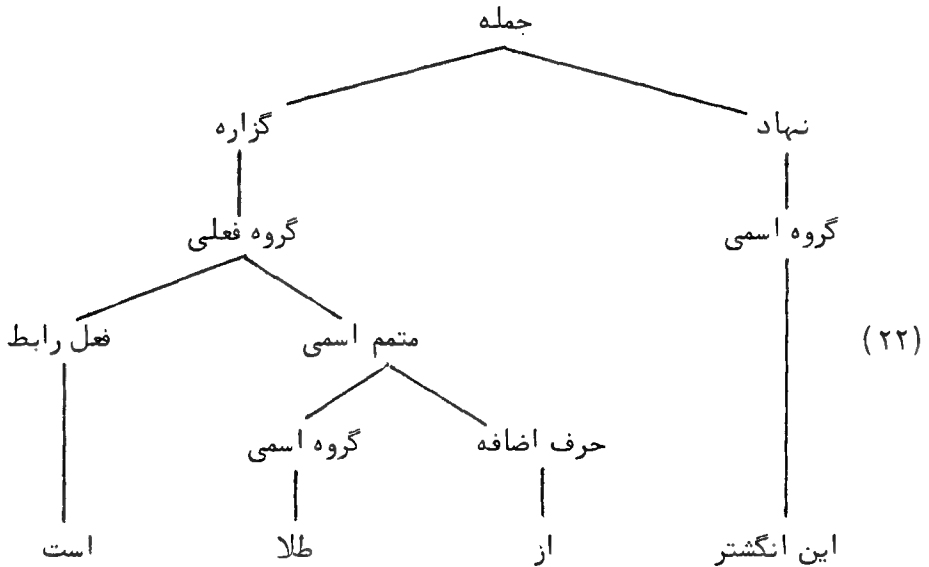 جمله
نهاد گزاره
گروه اسمی گروه فعلی
(۲۲) متمم اسمی فعل رابط
حرف اضافه گروه اسمی
این انگشتر از طلا است